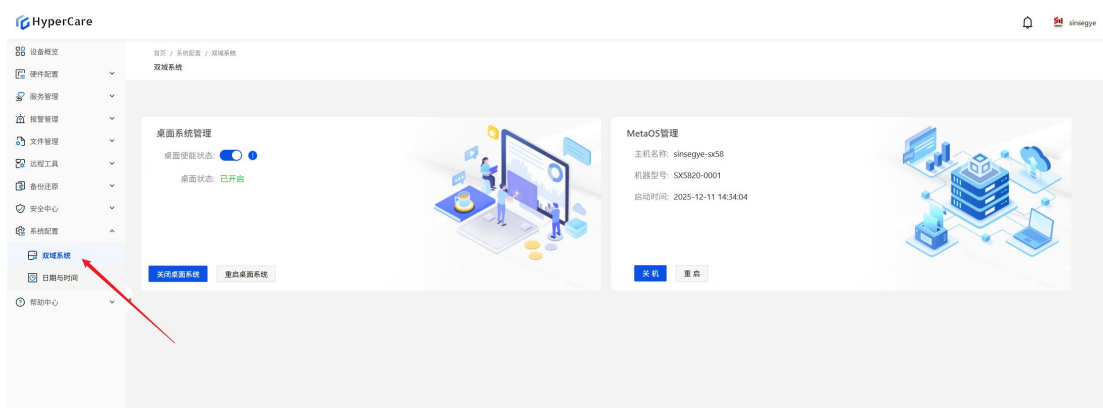 HyperCare
sinsegye
设备概览
硬件配置
服务管理
报警管理
文件管理
远程工具
备份还原
安全中心
系统配置
双域系统
日期与时间
帮助中心
首页 / 系统配置 / 双域系统
双域系统
桌面系统管理
桌面使能状态:
桌面状态: 已开启
关闭桌面系统 重启桌面系统
MetaOS管理
主机名称: sinsegye-sx58
机器型号: SX5820-0001
启动时间: 2025-12-11 14:34:04
关 机 重 启